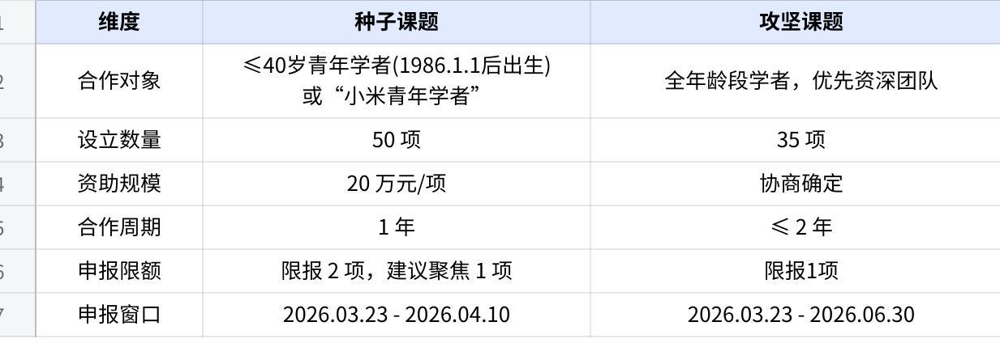 维度 种子课题 攻坚课题
合作对象 ≤40岁青年学者(1986.1.1后出生)
或“小米青年学者” 全年龄段学者，优先资深团队
设立数量 50 项 35 项
资助规模 20 万元/项 协商确定
合作周期 1 年 ≤ 2 年
申报限额 限报 2 项，建议聚焦 1 项 限报1项
申报窗口 2026.03.23 - 2026.04.10 2026.03.23 - 2026.06.30